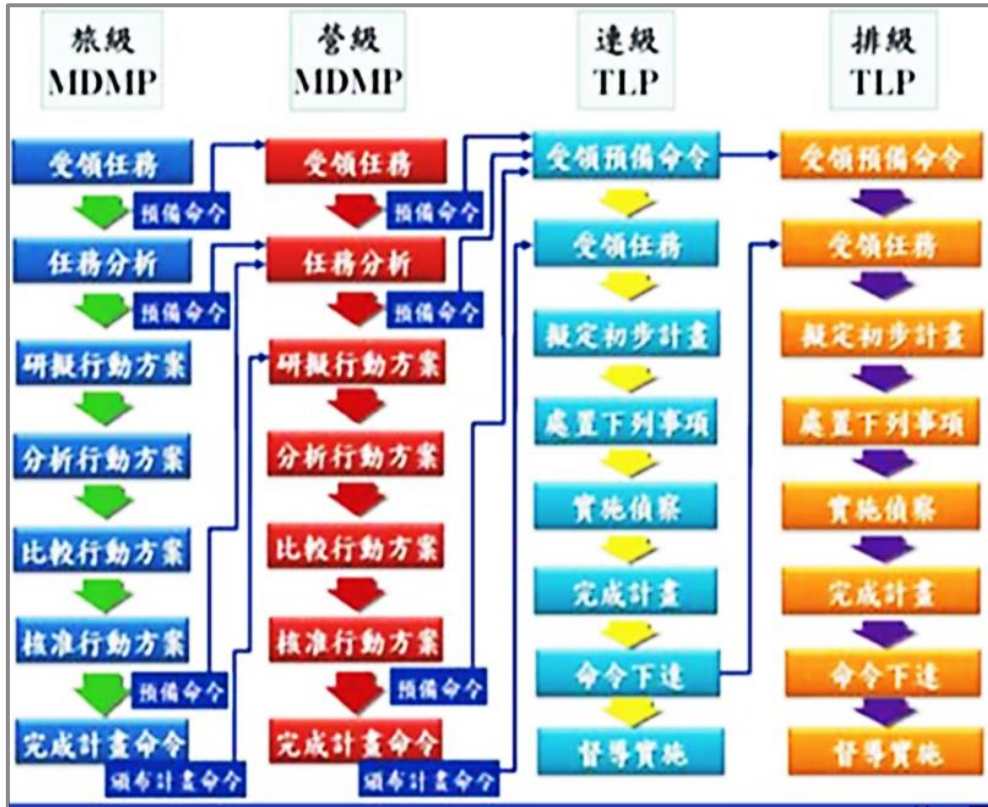 旅級
MDMP
受領任務
預備命令
任務分析
預備命令
研擬行動方案
分析行動方案
比較行動方案
核准行動方案
預備命令
完成計畫命令
頒布計畫命令
營級
MDMP
受領任務
預備命令
任務分析
預備命令
研擬行動方案
分析行動方案
比較行動方案
核准行動方案
預備命令
完成計畫命令
頒布計畫命令
連級
TLP
受領預備命令
受領任務
擬定初步計畫
處置下列事項
實施偵察
完成計畫
命令下達
督導實施
排級
TLP
受領預備命令
受領任務
擬定初步計畫
處置下列事項
實施偵察
完成計畫
命令下達
督導實施